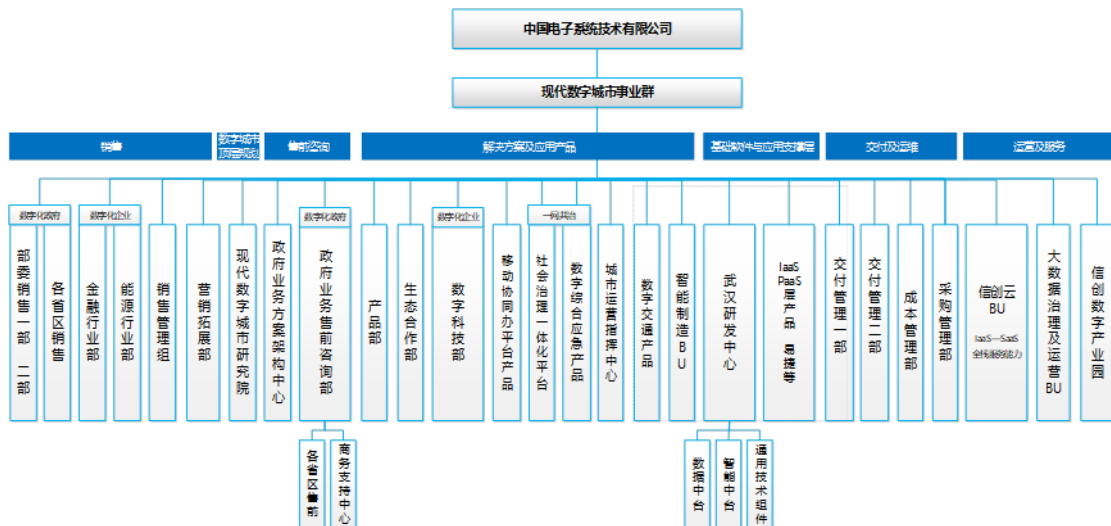 中国电子系统技术有限公司
现代数字城市事业群
销售
数字城市
顶层规划
售前咨询
解决方案及应用产品
基础软件与应用支撑层
交付及运维
运营及服务
数字化政府
数字化企业
数字化政府
数字化企业
一网共治
部委销售一部 二部
各省区销售
金融行业部
能源行业部
销售管理组
营销拓展部
现代数字城市研究院
政府业务方案架构中心
政府业务售前咨询部
产品部
生态合作部
数字科技部
移动协同办平台产品
社会治理一体化平台
数字综合应急产品
城市运营指挥中心
数字交通产品
智能制造BU
武汉研发中心
IaaS
PaaS
层产品 易捷等
交付管理一部
交付管理二部
成本管理部
采购管理部
信创云
BU
IaaS—SaaS
全栈服务能力
大数据治理及运营BU
信创数字产业园
各省区售前
商务支持中心
数据中台
智能中台
通用技术组件